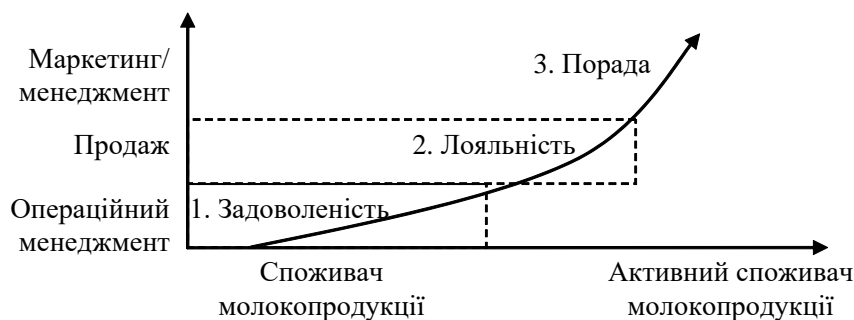 Маркетинг/
менеджмент
3. Порада
Продаж
2. Лояльність
Операційний
менеджмент
1. Задоволеність
Споживач
молокопродукції
Активний споживач
молокопродукції